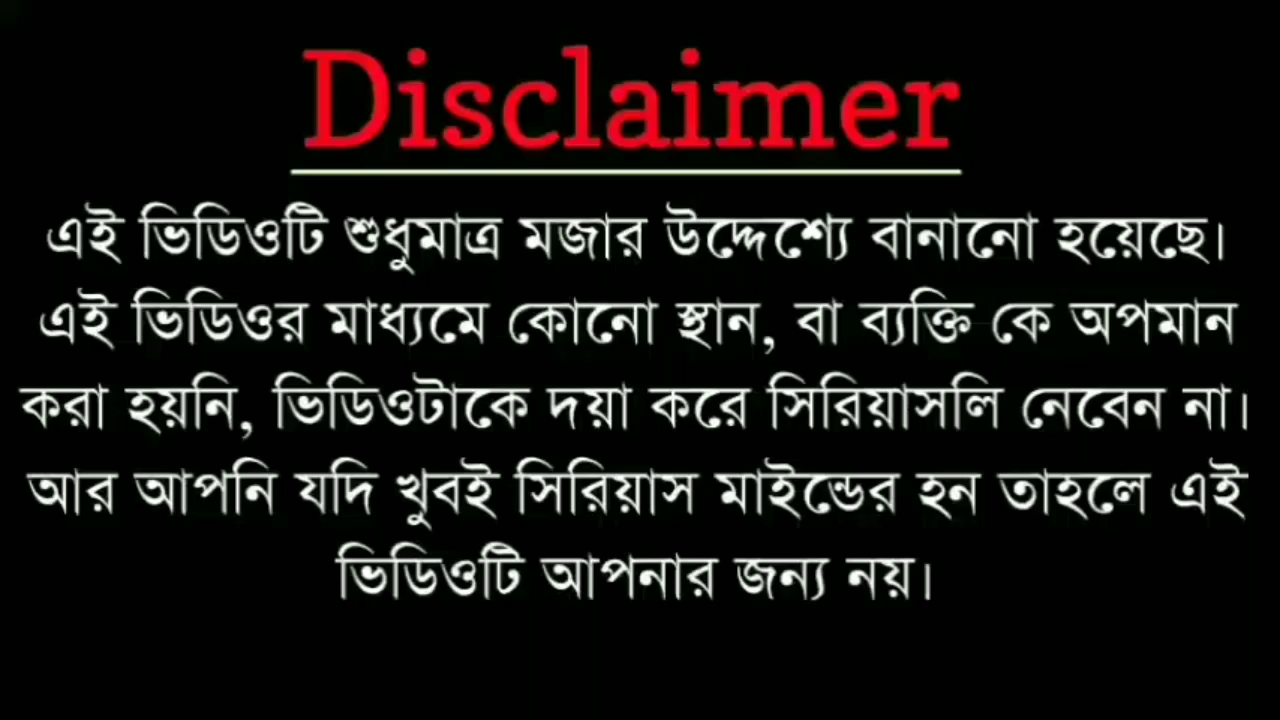 Disclaimer
এই ভিডিওটি শুধুমাত্র মজার উদ্দেশ্যে বানানো হয়েছে।
এই ভিডিওর মাধ্যমে কোনো স্থান, বা ব্যক্তি কে অপমান
করা হয়নি, ভিডিওটাকে দয়া করে সিরিয়াসলি নেবেন না।
আর আপনি যদি খুবই সিরিয়াস মাইন্ডের হন তাহলে এই
ভিডিওটি আপনার জন্য নয়।